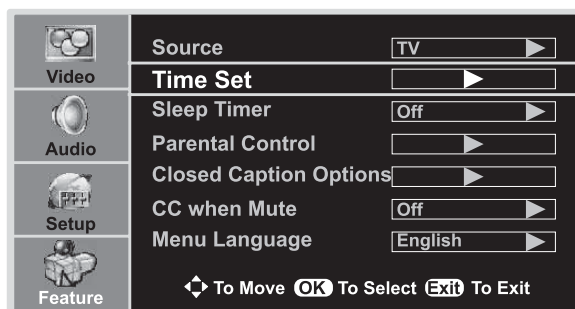 Video
Audio
Setup
Feature
Source TV
Time Set
Sleep Timer Off
Parental Control
Closed Caption Options
CC when Mute Off
Menu Language English
To Move OK To Select Exit To Exit